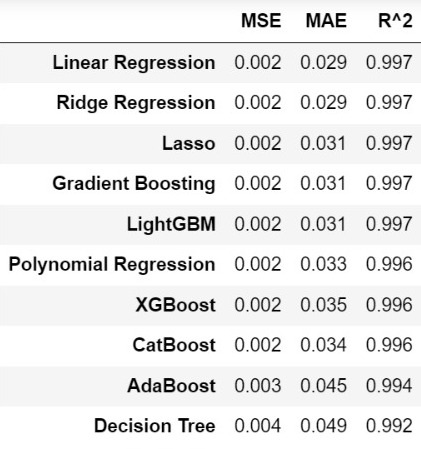 MSE MAE R^2
Linear Regression 0.002 0.029 0.997
Ridge Regression 0.002 0.029 0.997
Lasso 0.002 0.031 0.997
Gradient Boosting 0.002 0.031 0.997
LightGBM 0.002 0.031 0.997
Polynomial Regression 0.002 0.033 0.996
XGBoost 0.002 0.035 0.996
CatBoost 0.002 0.034 0.996
AdaBoost 0.003 0.045 0.994
Decision Tree 0.004 0.049 0.992